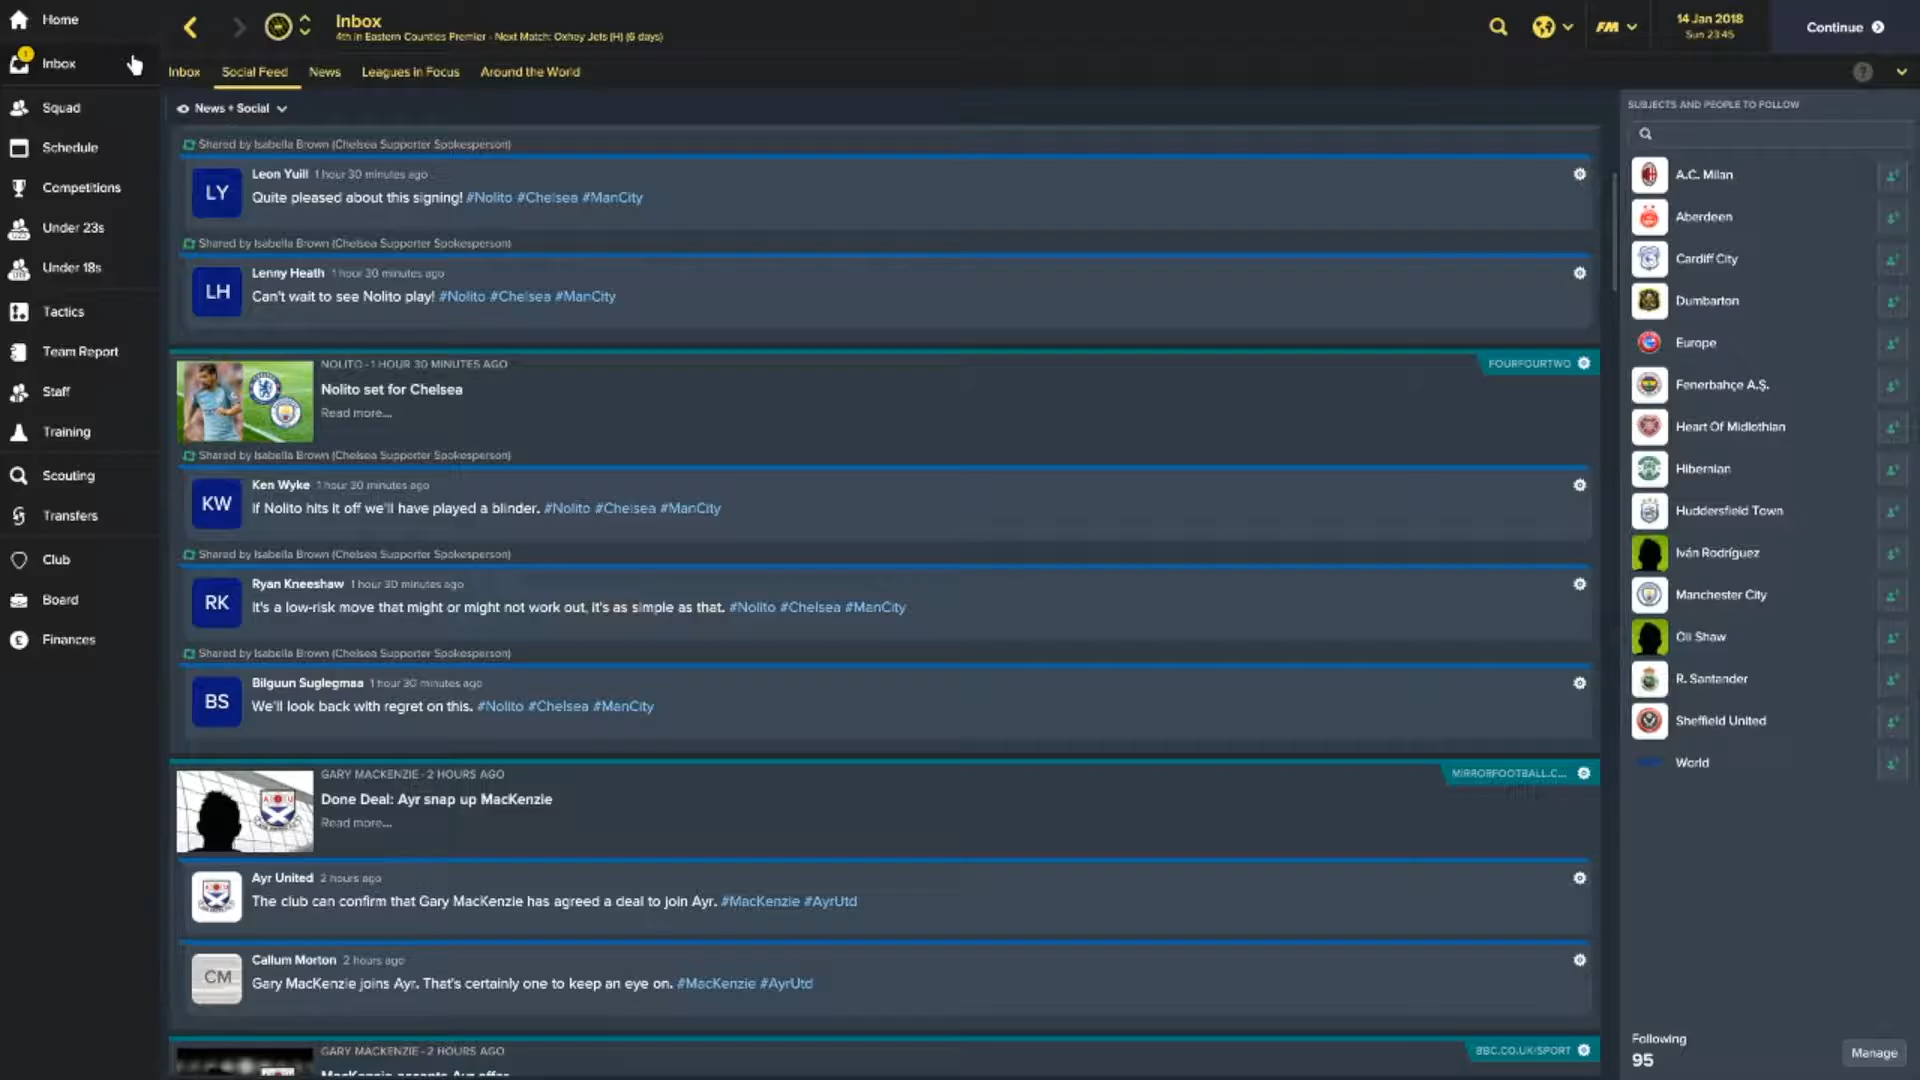 Home
Inbox
Squad
Schedule
Competitions
Under 23s
Under 18s
Tactics
Team Report
Staff
Training
Scouting
Transfers
Club
Board
Finances
Inbox
4th in Eastern Counties Premier - Next Match: Oxhey Jets (H) (6 days)
FM
14 Jan 2018
Sun 23:45
Continue
Inbox Social Feed News Leagues in Focus Around the World
News + Social
Shared by Isabella Brown (Chelsea Supporter Spokesperson)
LY
Leon Yuill 1 hour 30 minutes ago
Quite pleased about this signing! #Nolito #Chelsea #ManCity
Shared by Isabella Brown (Chelsea Supporter Spokesperson)
LH
Lenny Heath 1 hour 30 minutes ago
Can't wait to see Nolito play! #Nolito #Chelsea #ManCity
NOLITO - 1 HOUR 30 MINUTES AGO
FOURFOURTWO
Nolito set for Chelsea
Read more...
Shared by Isabella Brown (Chelsea Supporter Spokesperson)
KW
Ken Wyke 1 hour 30 minutes ago
If Nolito hits it off we'll have played a blinder. #Nolito #Chelsea #ManCity
Shared by Isabella Brown (Chelsea Supporter Spokesperson)
RK
Ryan Kneeshaw 1 hour 30 minutes ago
It's a low-risk move that might or might not work out, it's as simple as that. #Nolito #Chelsea #ManCity
Shared by Isabella Brown (Chelsea Supporter Spokesperson)
BS
Bilguun Suglegmaa 1 hour 30 minutes ago
We'll look back with regret on this. #Nolito #Chelsea #ManCity
GARY MACKENZIE - 2 HOURS AGO
MIRRORFOOTBALL.C...
Done Deal: Ayr snap up MacKenzie
Read more...
Ayr United 2 hours ago
The club can confirm that Gary MacKenzie has agreed a deal to join Ayr. #MacKenzie #AyrUtd
CM
Callum Morton 2 hours ago
Gary MacKenzie joins Ayr. That's certainly one to keep an eye on. #MacKenzie #AyrUtd
GARY MACKENZIE - 2 HOURS AGO
BBC.CO.UK/SPORT
MacKenzie accepts Ayr offer
SUBJECTS AND PEOPLE TO FOLLOW
A.C. Milan
Aberdeen
Cardiff City
Dumbarton
Europe
Fenerbahçe A.Ş.
Heart Of Midlothian
Hibernian
Huddersfield Town
Iván Rodríguez
Manchester City
Oli Shaw
R. Santander
Sheffield United
World
Following
95
Manage